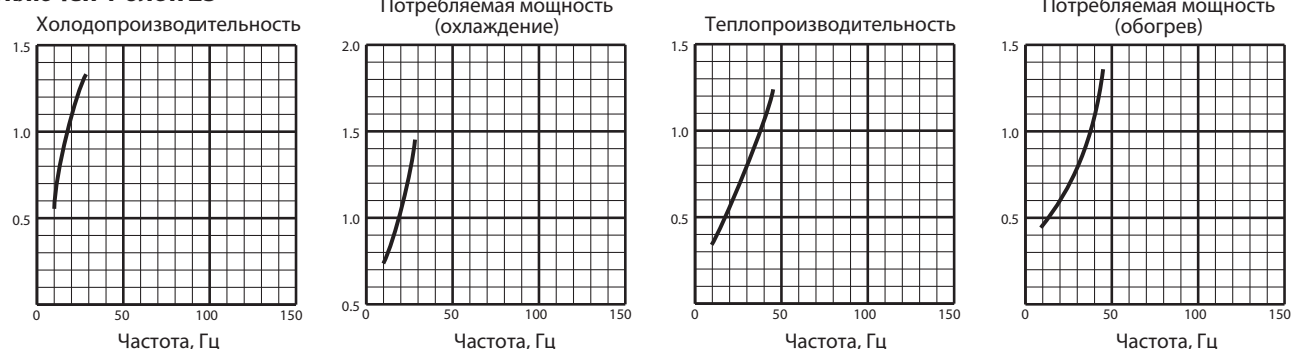 Холодопроизводительность
1.5
1.0
0.5
0 50 100 150
Частота, Гц
Потребляемая мощность
(охлаждение)
2.0
1.5
1.0
0.5
0 50 100 150
Частота, Гц
Теплопроизводительность
1.5
1.0
0.5
0 50 100 150
Частота, Гц
Потребляемая мощность
(обогрев)
1.5
1.0
0.5
0 50 100 150
Частота, Гц